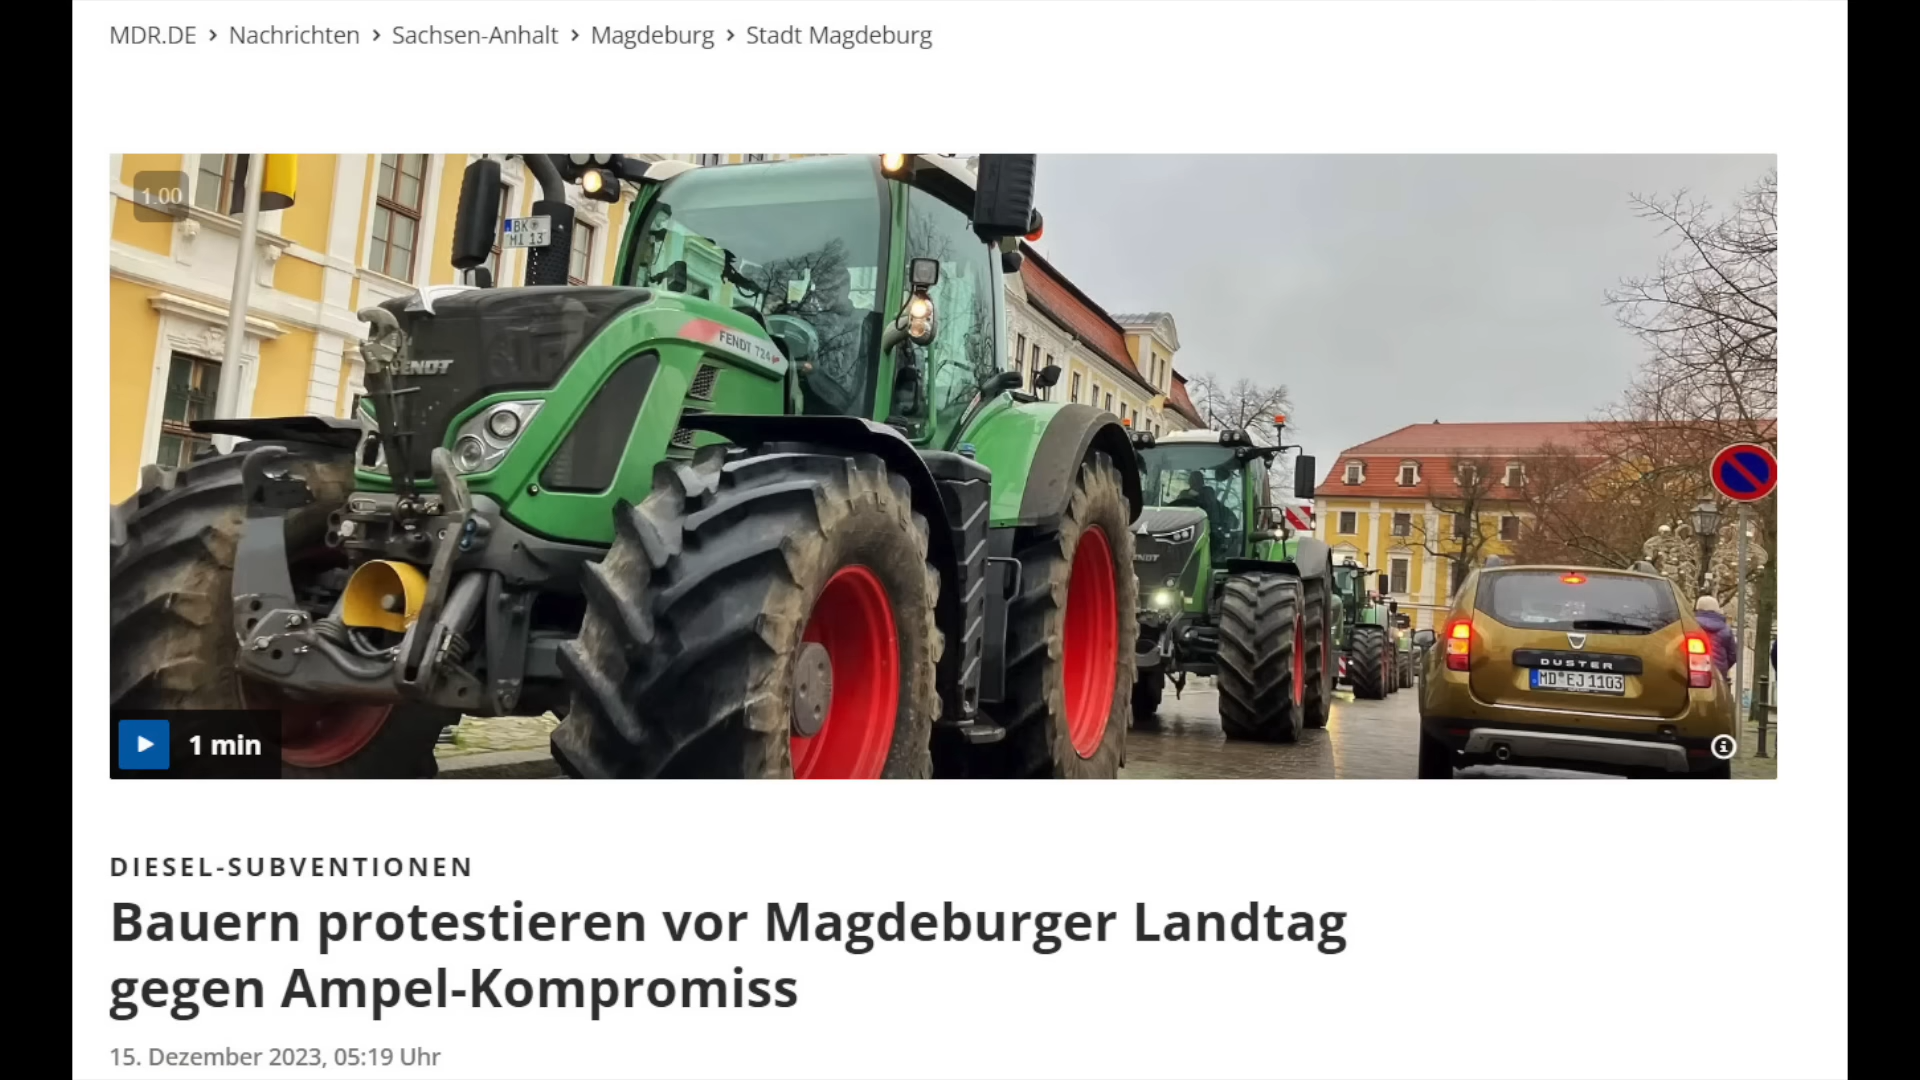 MDR.DE › Nachrichten › Sachsen-Anhalt › Magdeburg › Stadt Magdeburg
1.00
BK
MI 13
FENDT
FENDT 724
FENDT
DUSTER
MD EJ 1103
1 min
DIESEL-SUBVENTIONEN
Bauern protestieren vor Magdeburger Landtag
gegen Ampel-Kompromiss
15. Dezember 2023, 05:19 Uhr